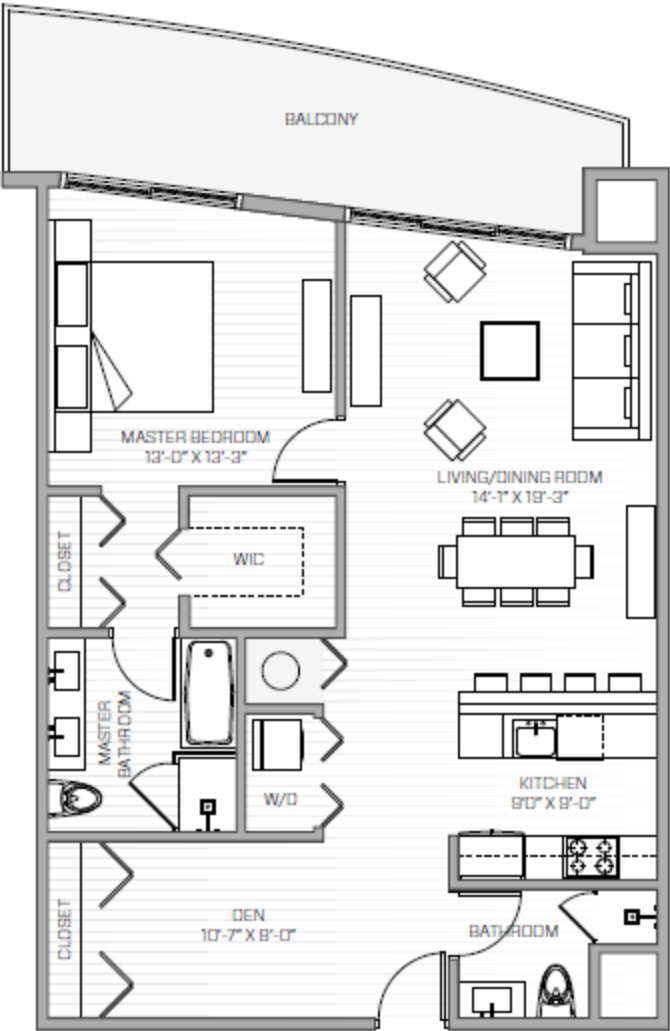 BALCONY
MASTER BEDROOM
13'-0" X 13'-3"
LIVING/DINING ROOM
14'-1" X 19'-3"
CLOSET
WIC
MASTER
BATHROOM
W/D
KITCHEN
9'0" X 9'-0"
CLOSET
DEN
10'-7" X 8'-0"
BATHROOM